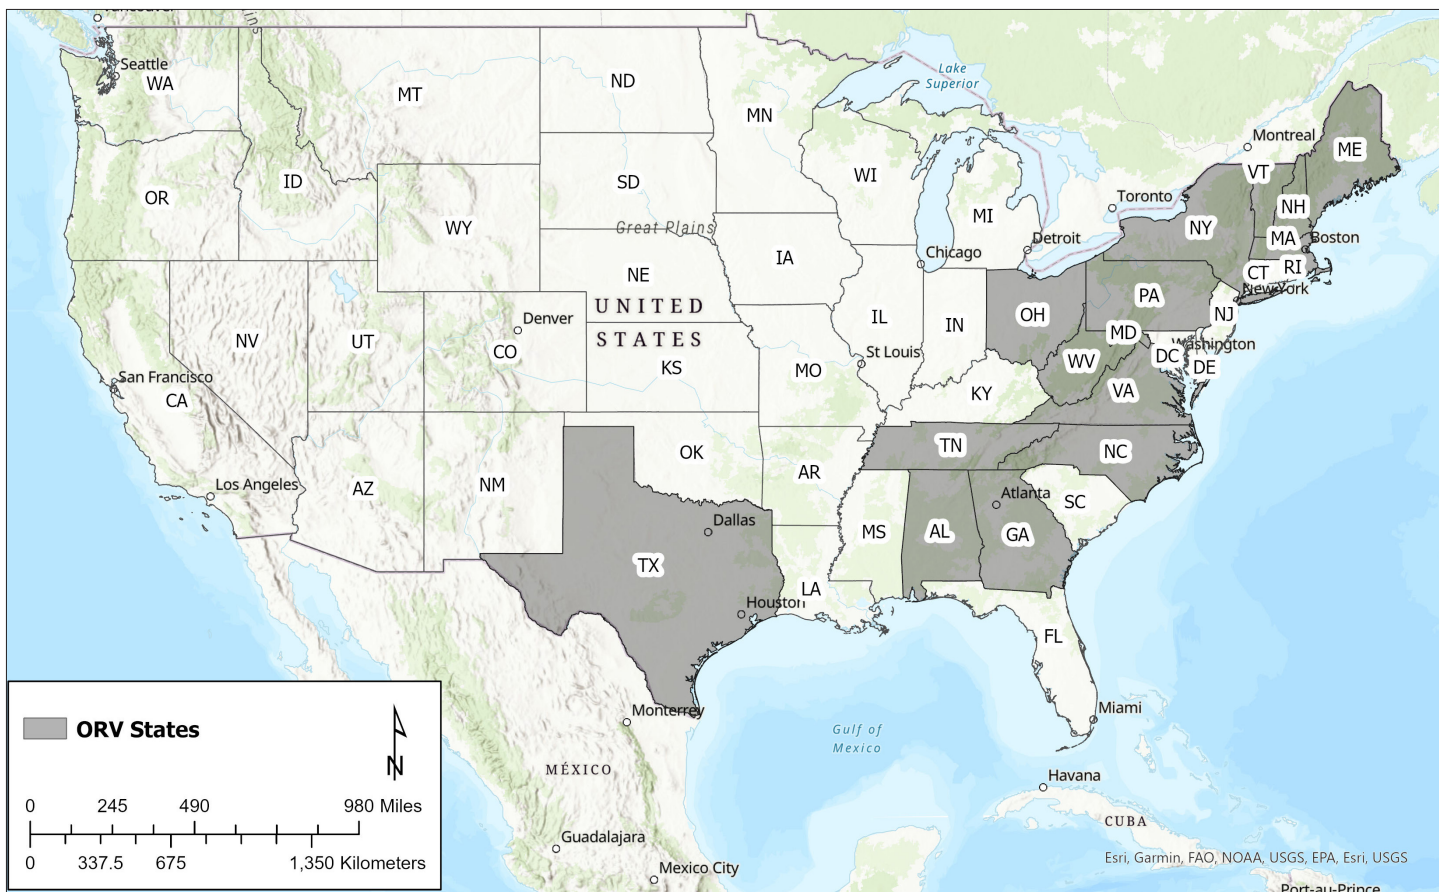 Vancouver
Seattle
WA
MT
ND
MN
Lake
Superior
Montreal
ME
VT
OR
ID
WY
SD
WI
MI
Toronto
NH
NY
MA
Boston
Great Plains
Detroit
Chicago
IA
NE
CT
RI
New York
PA
NJ
UNITED
STATES
Denver
NV
UT
CO
KS
MO
IL
IN
OH
MD
Washington
DC
DE
St Louis
WV
VA
KY
San Francisco
CA
Los Angeles
AZ
NM
OK
AR
TN
NC
SC
Atlanta
MS
AL
GA
Dallas
TX
LA
Houston
FL
Miami
Monterrey
Gulf of
Mexico
MÉXICO
Havana
CUBA
Guadalajara
Mexico City
Port-au-Prince
ORV States
N
0 245 490 980 Miles
0 337.5 675 1,350 Kilometers
Esri, Garmin, FAO, NOAA, USGS, EPA, Esri, USGS